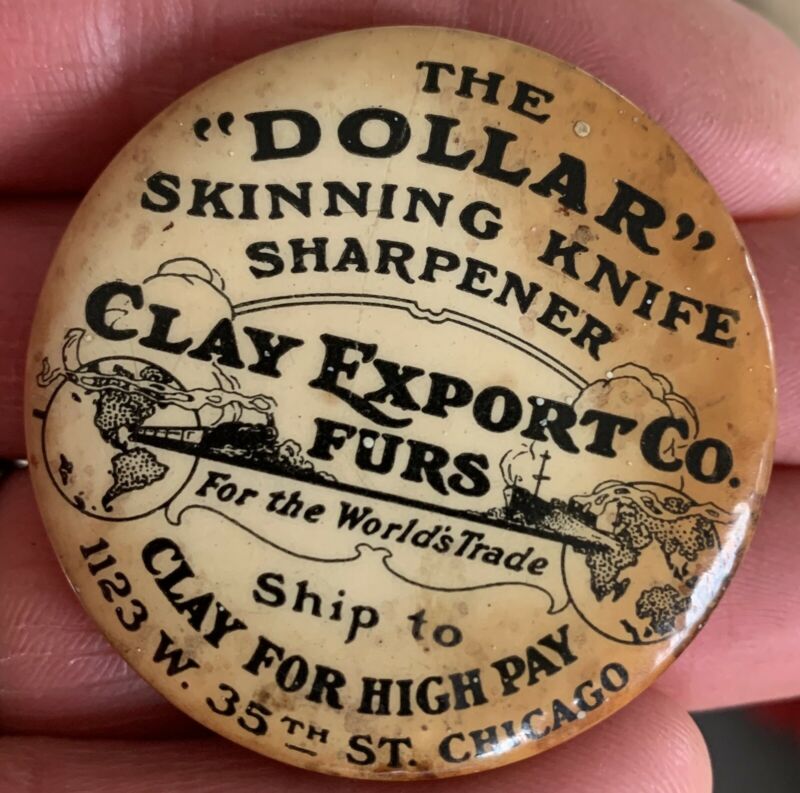 THE
"DOLLAR"
SKINNING KNIFE
SHARPENER
CLAY EXPORT CO.
FURS
For the World's Trade
Ship to
CLAY FOR HIGH PAY
1123 W. 35TH ST. CHICAGO